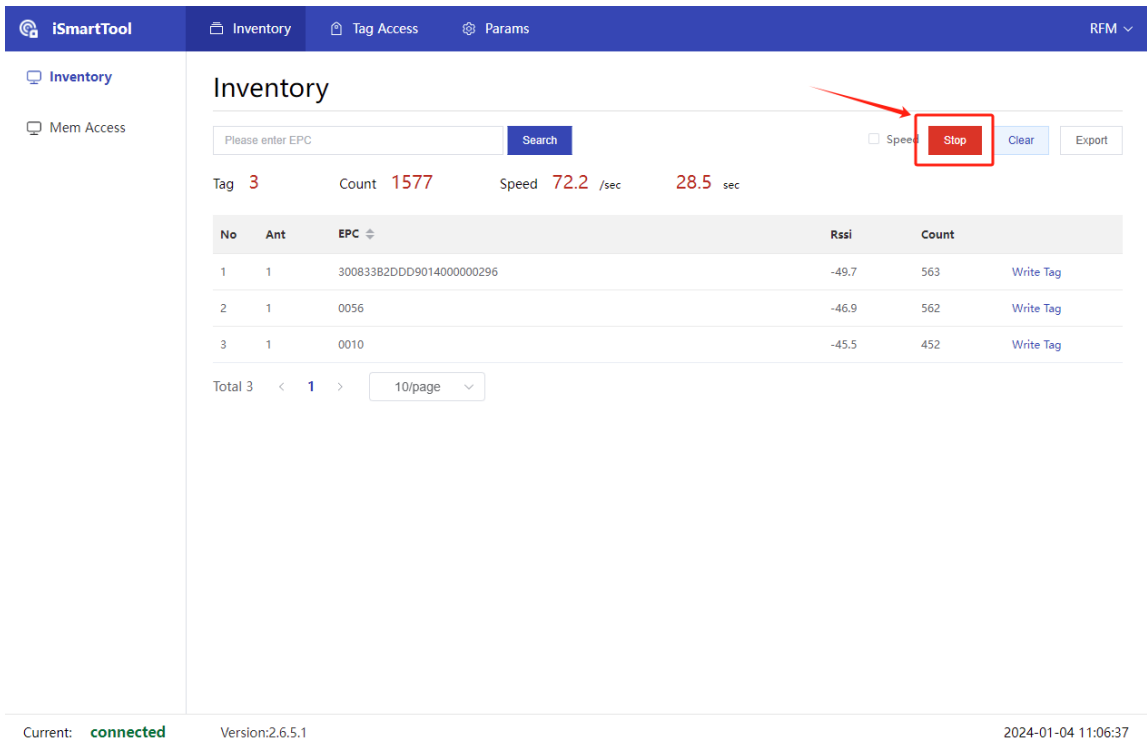 iSmartTool Inventory Tag Access Params RFM
Inventory
Mem Access
Inventory
Please enter EPC Search Speed Stop Clear Export
Tag 3 Count 1577 Speed 72.2 /sec 28.5 sec
No Ant EPC Rssi Count
1 1 300833B2DDD9014000000296 -49.7 563 Write Tag
2 1 0056 -46.9 562 Write Tag
3 1 0010 -45.5 452 Write Tag
Total 3 < 1 > 10/page
Current: connected Version:2.6.5.1 2024-01-04 11:06:37